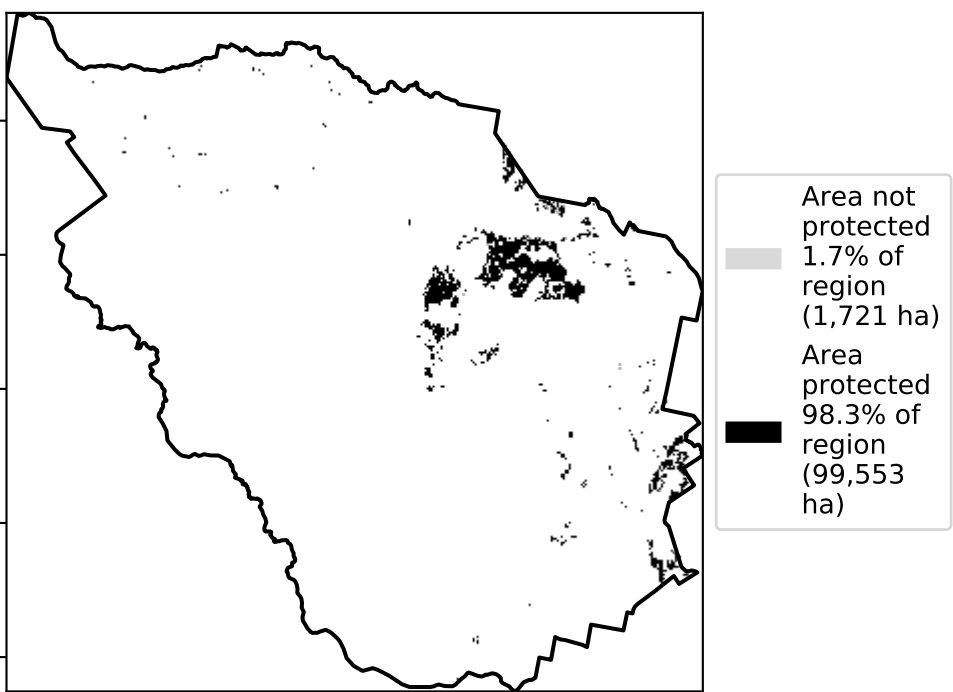 Area not
protected
1.7% of
region
(1,721 ha)
Area
protected
98.3% of
region
(99,553
ha)